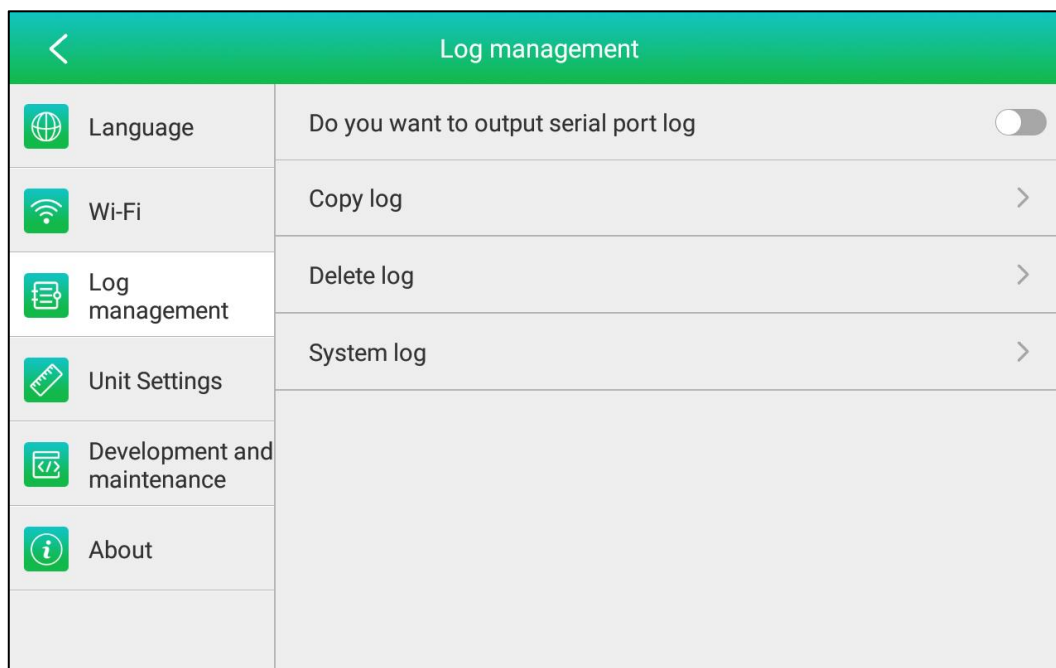 Log management
Language
Wi-Fi
Log
management
Unit Settings
Development and
maintenance
About
Do you want to output serial port log
Copy log
Delete log
System log